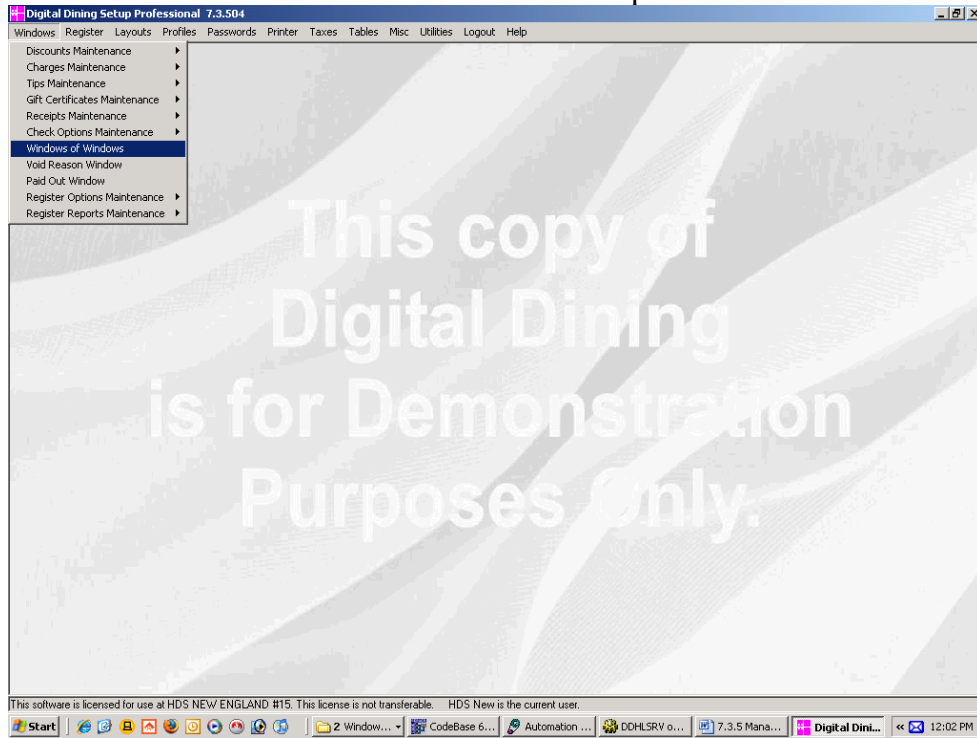 Digital Dining Setup Professional 7.3.504
Windows Register Layouts Profiles Passwords Printer Taxes Tables Misc Utilities Logout Help
Discounts Maintenance
Charges Maintenance
Tips Maintenance
Gift Certificates Maintenance
Receipts Maintenance
Check Options Maintenance
Windows of Windows
Void Reason Window
Paid Out Window
Register Options Maintenance
Register Reports Maintenance
This copy of
Digital Dining
is for Demonstration
Purposes Only.
This software is licensed for use at HDS NEW ENGLAND #15. This license is not transferable. HDS New is the current user.
Start 2 Window... CodeBase 6... Automation ... DDHLSRV o... 7.3.5 Mana... Digital Dini... « 12:02 PM